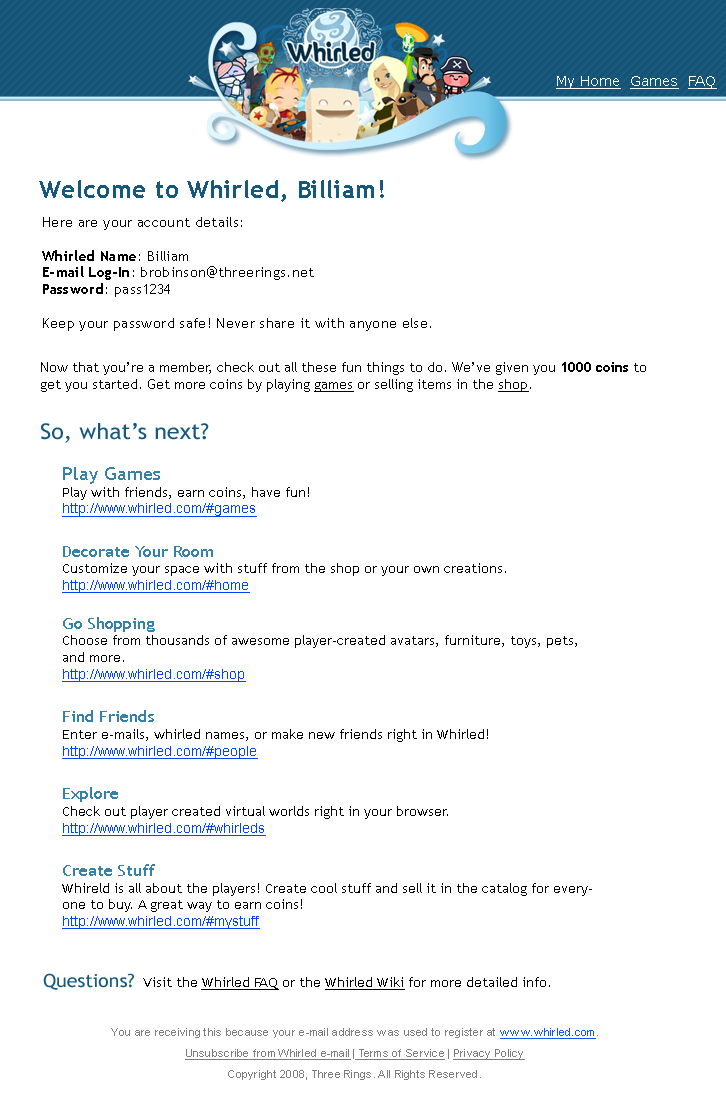 Whirled
My Home Games FAQ
Welcome to Whirled, Billiam!
Here are your account details:
Whirled Name: Billiam
E-mail Log-In: brobinson@threerings.net
Password: pass1234
Keep your password safe! Never share it with anyone else.
Now that you're a member, check out all these fun things to do. We've given you 1000 coins to
get you started. Get more coins by playing games or selling items in the shop.
So, what's next?
Play Games
Play with friends, earn coins, have fun!
http://www.whirled.com/#games
Decorate Your Room
Customize your space with stuff from the shop or your own creations.
http://www.whirled.com/#home
Go Shopping
Choose from thousands of awesome player-created avatars, furniture, toys, pets,
and more.
http://www.whirled.com/#shop
Find Friends
Enter e-mails, whirled names, or make new friends right in Whirled!
http://www.whirled.com/#people
Explore
Check out player created virtual worlds right in your browser.
http://www.whirled.com/#whirleds
Create Stuff
Whireld is all about the players! Create cool stuff and sell it in the catalog for every-
one to buy. A great way to earn coins!
http://www.whirled.com/#mystuff
Questions? Visit the Whirled FAQ or the Whirled Wiki for more detailed info.
You are receiving this because your e-mail address was used to register at www.whirled.com.
Unsubscribe from Whirled e-mail | Terms of Service | Privacy Policy
Copyright 2008, Three Rings. All Rights Reserved.